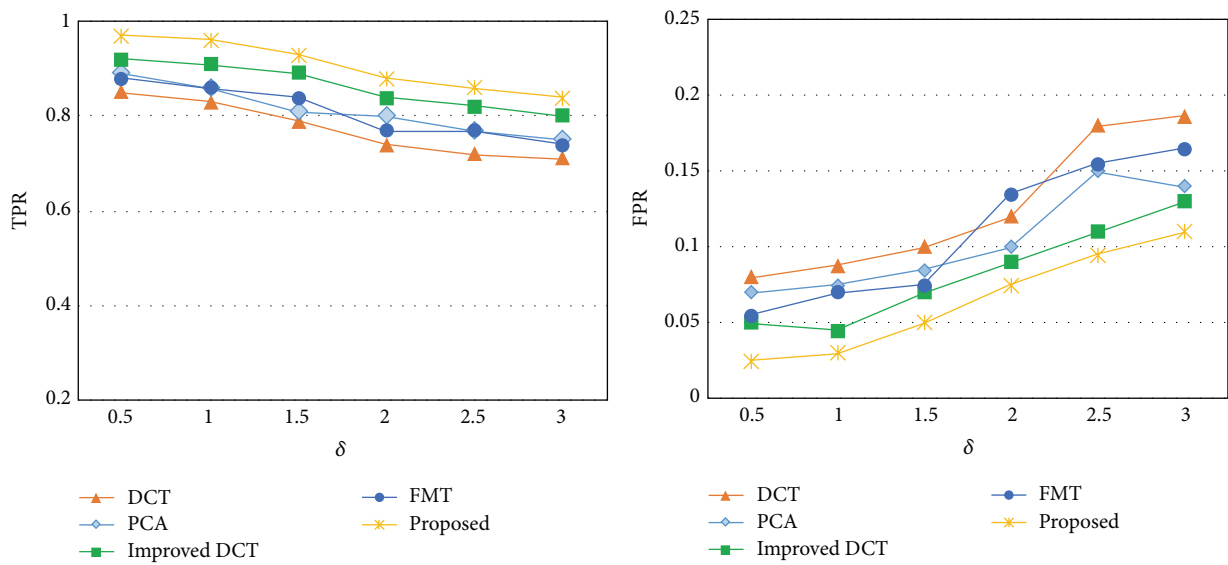 1
0.8
0.6
0.4
0.2
TPR
0.5 1 1.5 2 2.5 3
δ
DCT
PCA
Improved DCT
FMT
Proposed
0.25
0.2
0.15
0.1
0.05
0
FPR
0.5 1 1.5 2 2.5 3
δ
DCT
PCA
Improved DCT
FMT
Proposed